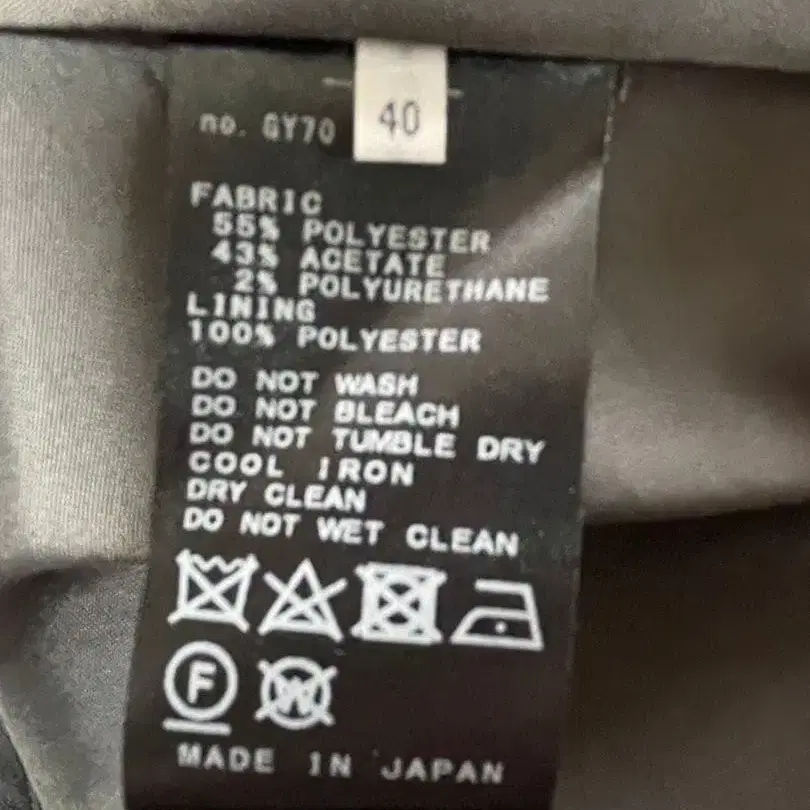 no. GY70
40
FABRIC
55% POLYESTER
43% ACETATE
2% POLYURETHANE
LINING
100% POLYESTER
DO NOT WASH
DO NOT BLEACH
DO NOT TUMBLE DRY
COOL IRON
DRY CLEAN
DO NOT WET CLEAN
F W
MADE IN JAPAN